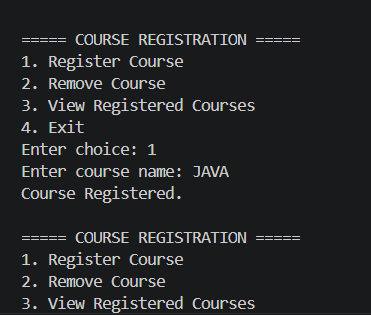 ===== COURSE REGISTRATION =====
1. Register Course
2. Remove Course
3. View Registered Courses
4. Exit
Enter choice: 1
Enter course name: JAVA
Course Registered.
===== COURSE REGISTRATION =====
1. Register Course
2. Remove Course
3. View Registered Courses